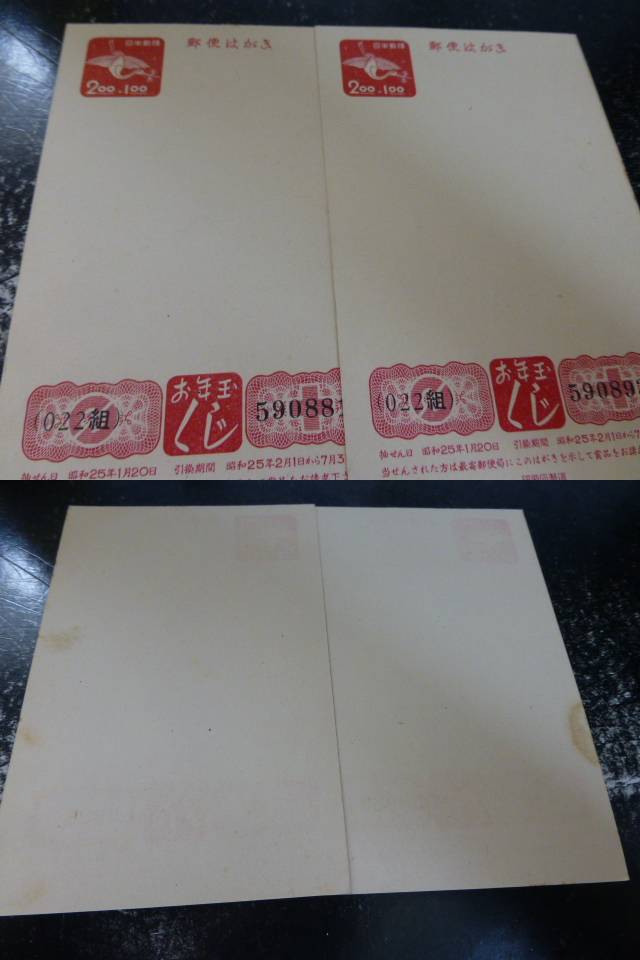 日本郵便
郵便はがき
2.00+1.00
(022組)
お年玉くじ
59088
抽せん日 昭和25年1月20日 引換期間 昭和25年2月1日から7月3
日本郵便
郵便はがき
2.00+1.00
(022組)
お年玉くじ
59089
抽せん日 昭和25年1月20日 引換期間 昭和25年2月1日から7
当せんされた方は最寄郵便局にこのはがきを示して賞品をお請